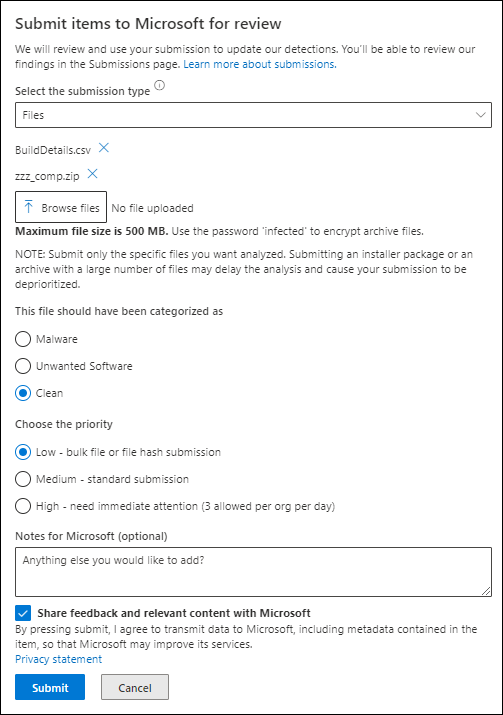 Submit items to Microsoft for review
We will review and use your submission to update our detections. You'll be able to review our
findings in the Submissions page. Learn more about submissions.
Select the submission type
Files
BuildDetails.csv
zzz_comp.zip
Browse files No file uploaded
Maximum file size is 500 MB. Use the password 'infected' to encrypt archive files.
NOTE: Submit only the specific files you want analyzed. Submitting an installer package or an
archive with a large number of files may delay the analysis and cause your submission to be
deprioritized.
This file should have been categorized as
Malware
Unwanted Software
Clean
Choose the priority
Low - bulk file or file hash submission
Medium - standard submission
High - need immediate attention (3 allowed per org per day)
Notes for Microsoft (optional)
Anything else you would like to add?
Share feedback and relevant content with Microsoft
By pressing submit, I agree to transmit data to Microsoft, including metadata contained in the
item, so that Microsoft may improve its services.
Privacy statement
Submit Cancel